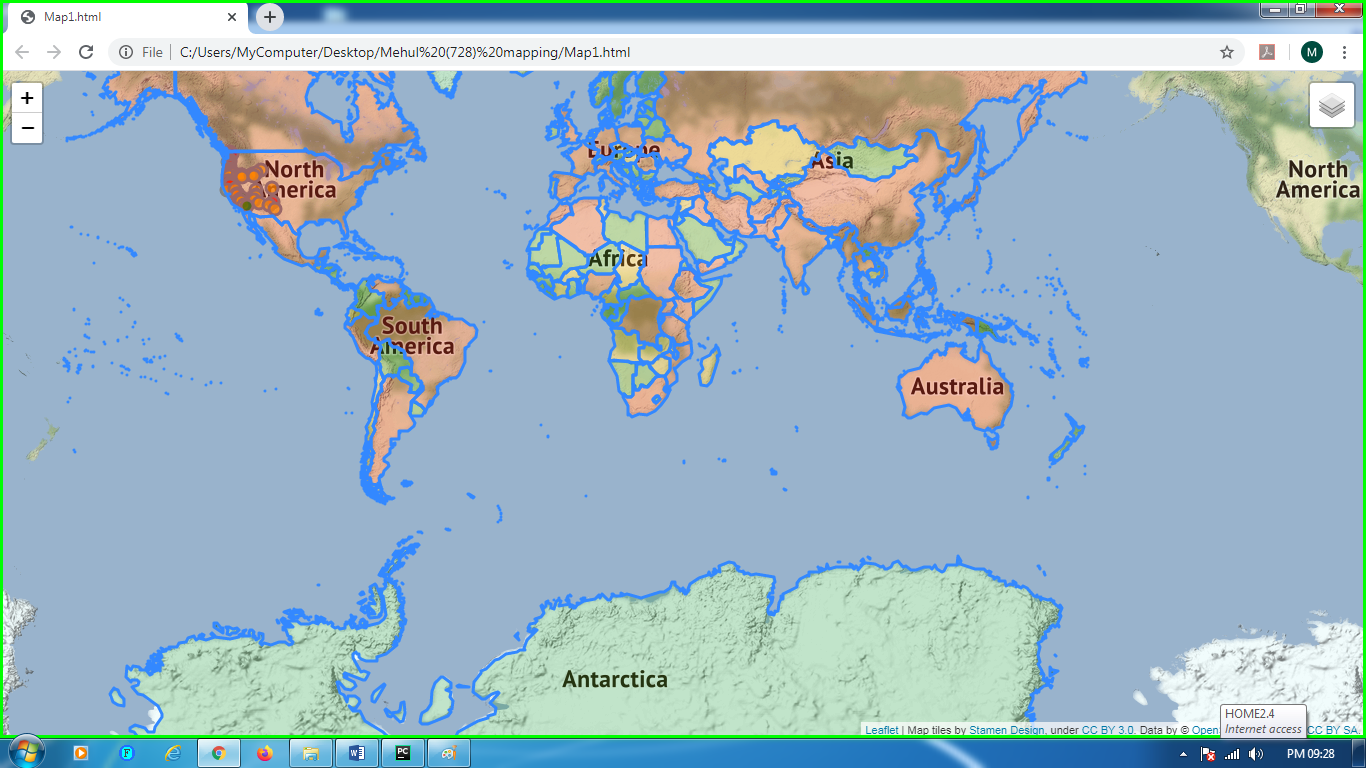 Map1.html
File
C:/Users/MyComputer/Desktop/Mehul%20(728)%20mapping/Map1.html
M
+
−
North
America
Europe
Asia
North
America
Africa
South
America
Australia
Antarctica
Leaflet | Map tiles by Stamen Design, under CC BY 3.0. Data by © Open
CC BY SA.
HOME2.4
Internet access
F
W
PC
PM 09:28